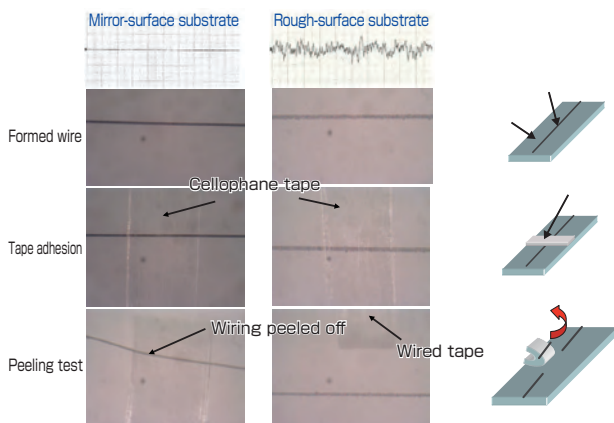 Mirror-surface substrate
Rough-surface substrate
Formed wire
Cellophane tape
Tape adhesion
Wiring peeled off
Wired tape
Peeling test